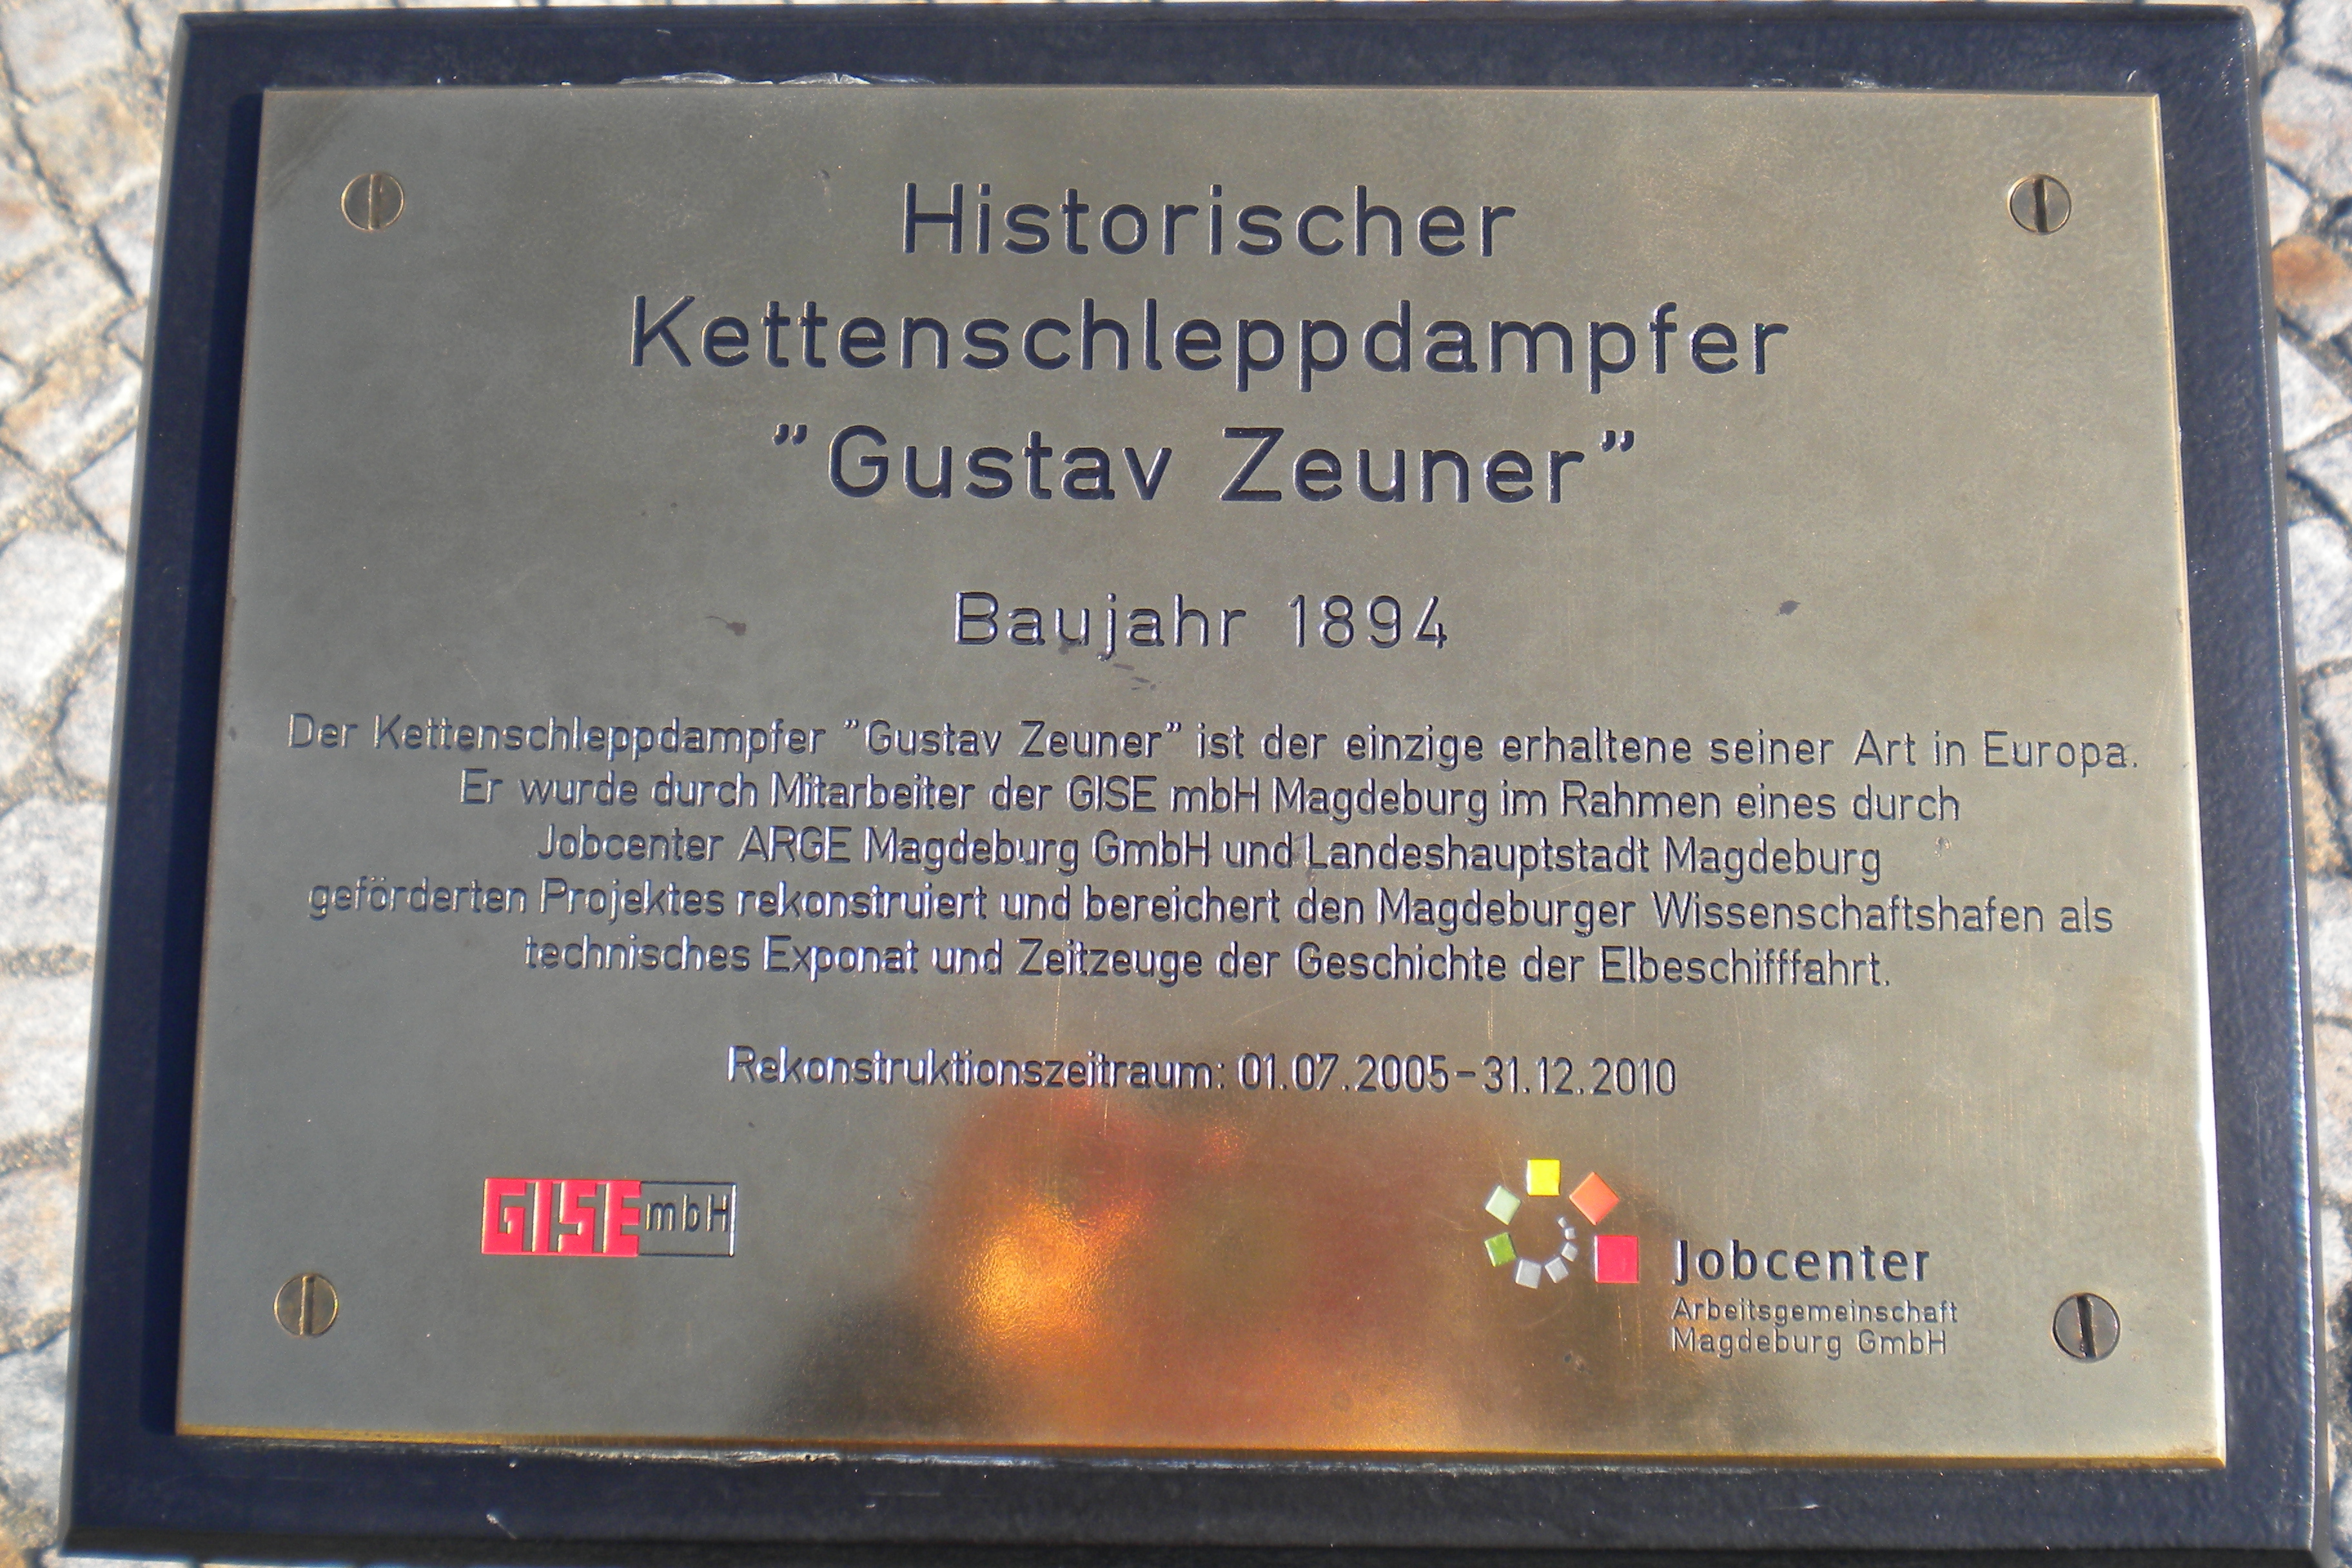 Historischer
Kettenschleppdampfer
"Gustav Zeuner"
Baujahr 1894
Der Kettenschleppdampfer "Gustav Zeuner" ist der einzige erhaltene seiner Art in Europa.
Er wurde durch Mitarbeiter der GISE mbH Magdeburg im Rahmen eines durch
Jobcenter ARGE Magdeburg GmbH und Landeshauptstadt Magdeburg
geförderten Projektes rekonstruiert und bereichert den Magdeburger Wissenschaftshafen als
technisches Exponat und Zeitzeuge der Geschichte der Elbeschifffahrt.
Rekonstruktionszeitraum: 01.07.2005-31.12.2010
GISE mbH
Jobcenter
Arbeitsgemeinschaft
Magdeburg GmbH